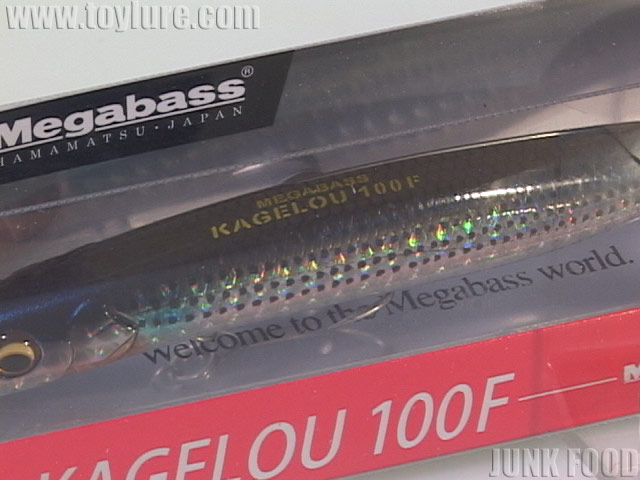 www.toylure.com
Megabass®
HAMAMATSU·JAPAN
MEGABASS
KAGELOU 100F
welcome to the Megabass world.
KAGELOU 100F
JUNK FOOD